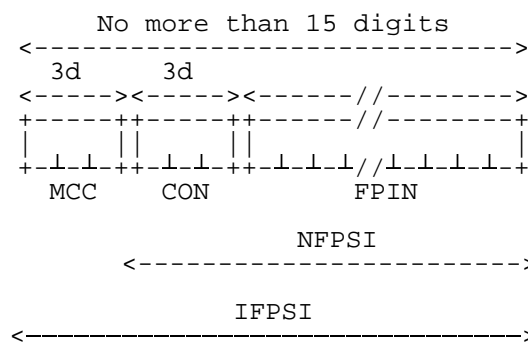 No more than 15 digits
<------------------------------>
3d 3d
<-----><-----><------//-------->
+-----++-----++------//--------+
| || || |
+-┴-┴-++-┴-┴-++-┴-┴-┴//┴-┴-┴-┴-+
MCC CON FPIN
NFPSI
<------------------------>
IFPSI
<-------------------------------->